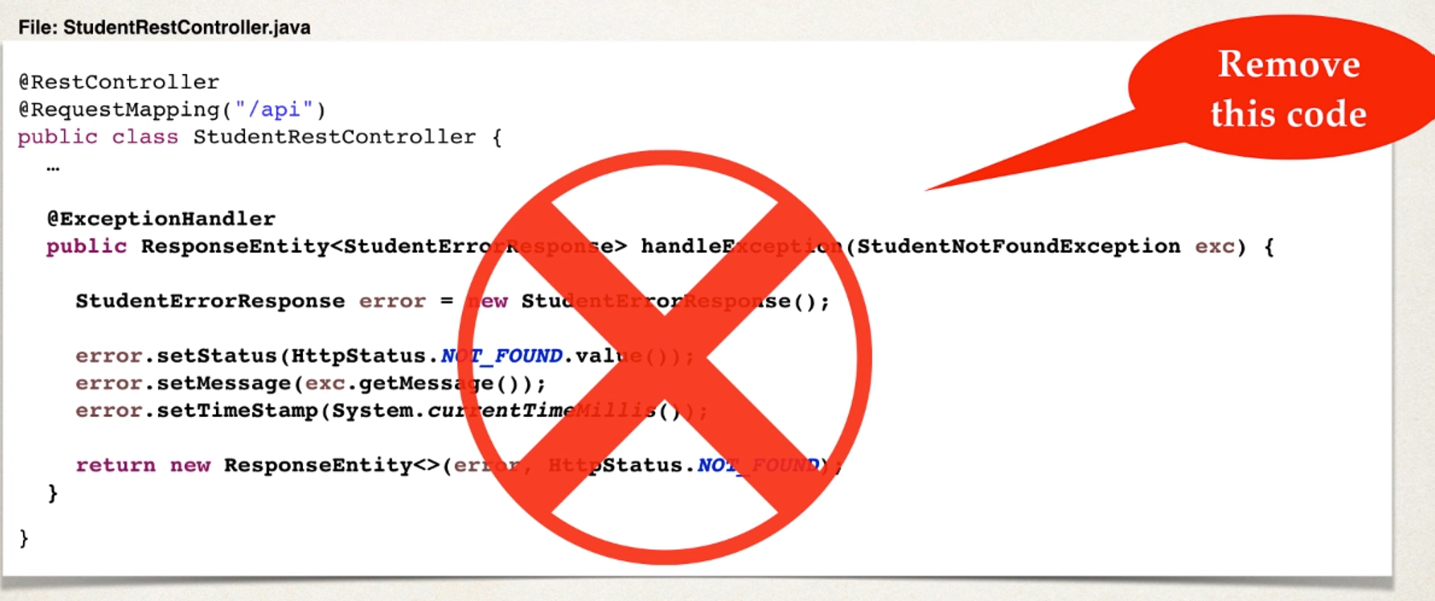 File: StudentRestController.java
Remove
this code
@RestController
@RequestMapping("/api")
public class StudentRestController {
…
@ExceptionHandler
public ResponseEntity<StudentErrorResponse> handleException(StudentNotFoundException exc) {
StudentErrorResponse error = new StudentErrorResponse();
error.setStatus(HttpStatus.NOT_FOUND.value());
error.setMessage(exc.getMessage());
error.setTimeStamp(System.currentTimeMillis());
return new ResponseEntity<>(error, HttpStatus.NOT_FOUND);
}
}